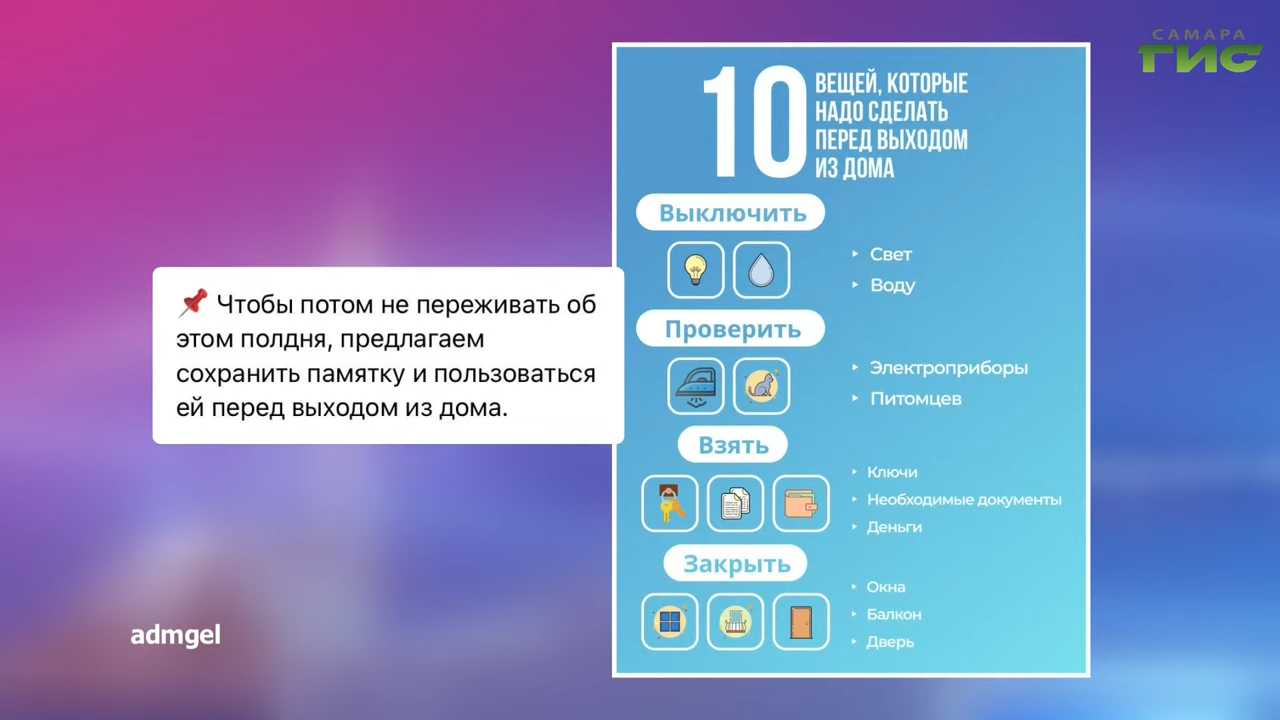 САМАРА
ГИС
10
ВЕЩЕЙ, КОТОРЫЕ
НАДО СДЕЛАТЬ
ПЕРЕД ВЫХОДОМ
ИЗ ДОМА
Выключить
Свет
Воду
📌 Чтобы потом не переживать об
этом полдня, предлагаем
сохранить памятку и пользоваться
ей перед выходом из дома.
Проверить
Электроприборы
Питомцев
Взять
Ключи
Необходимые документы
Деньги
Закрыть
Окна
Балкон
Дверь
admgel